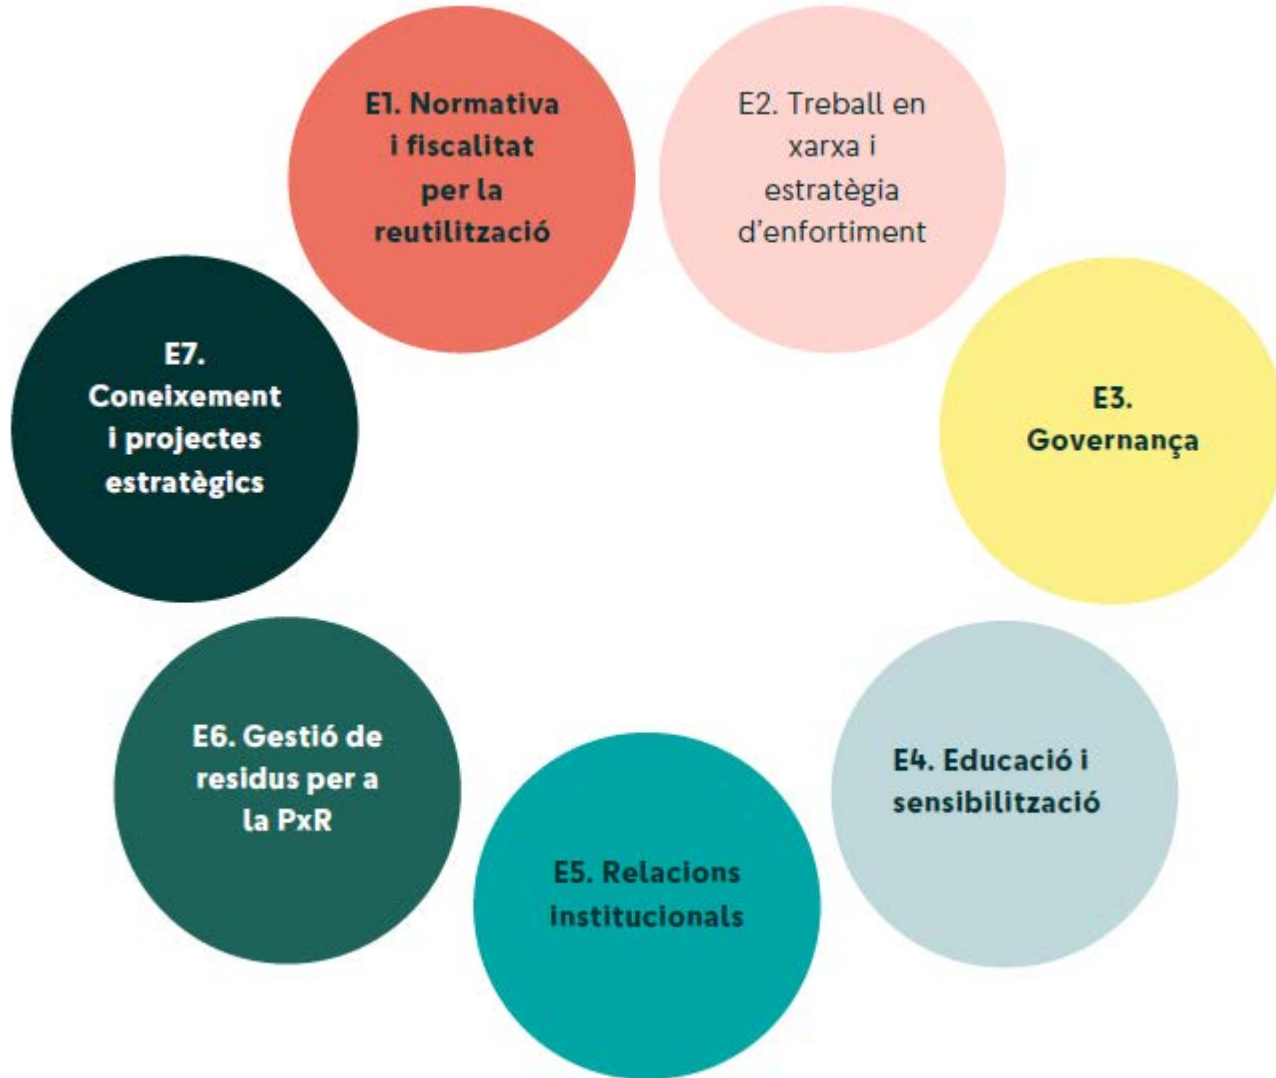 E1. Normativa
i fiscalitat
per la
reutilització
E2. Treball en
xarxa i
estratègia
d'enfortiment
E3.
Governança
E4. Educació i
sensibilització
E5. Relacions
institucionals
E6. Gestió de
residus per a
la PxR
E7.
Coneixement
i projectes
estratègics